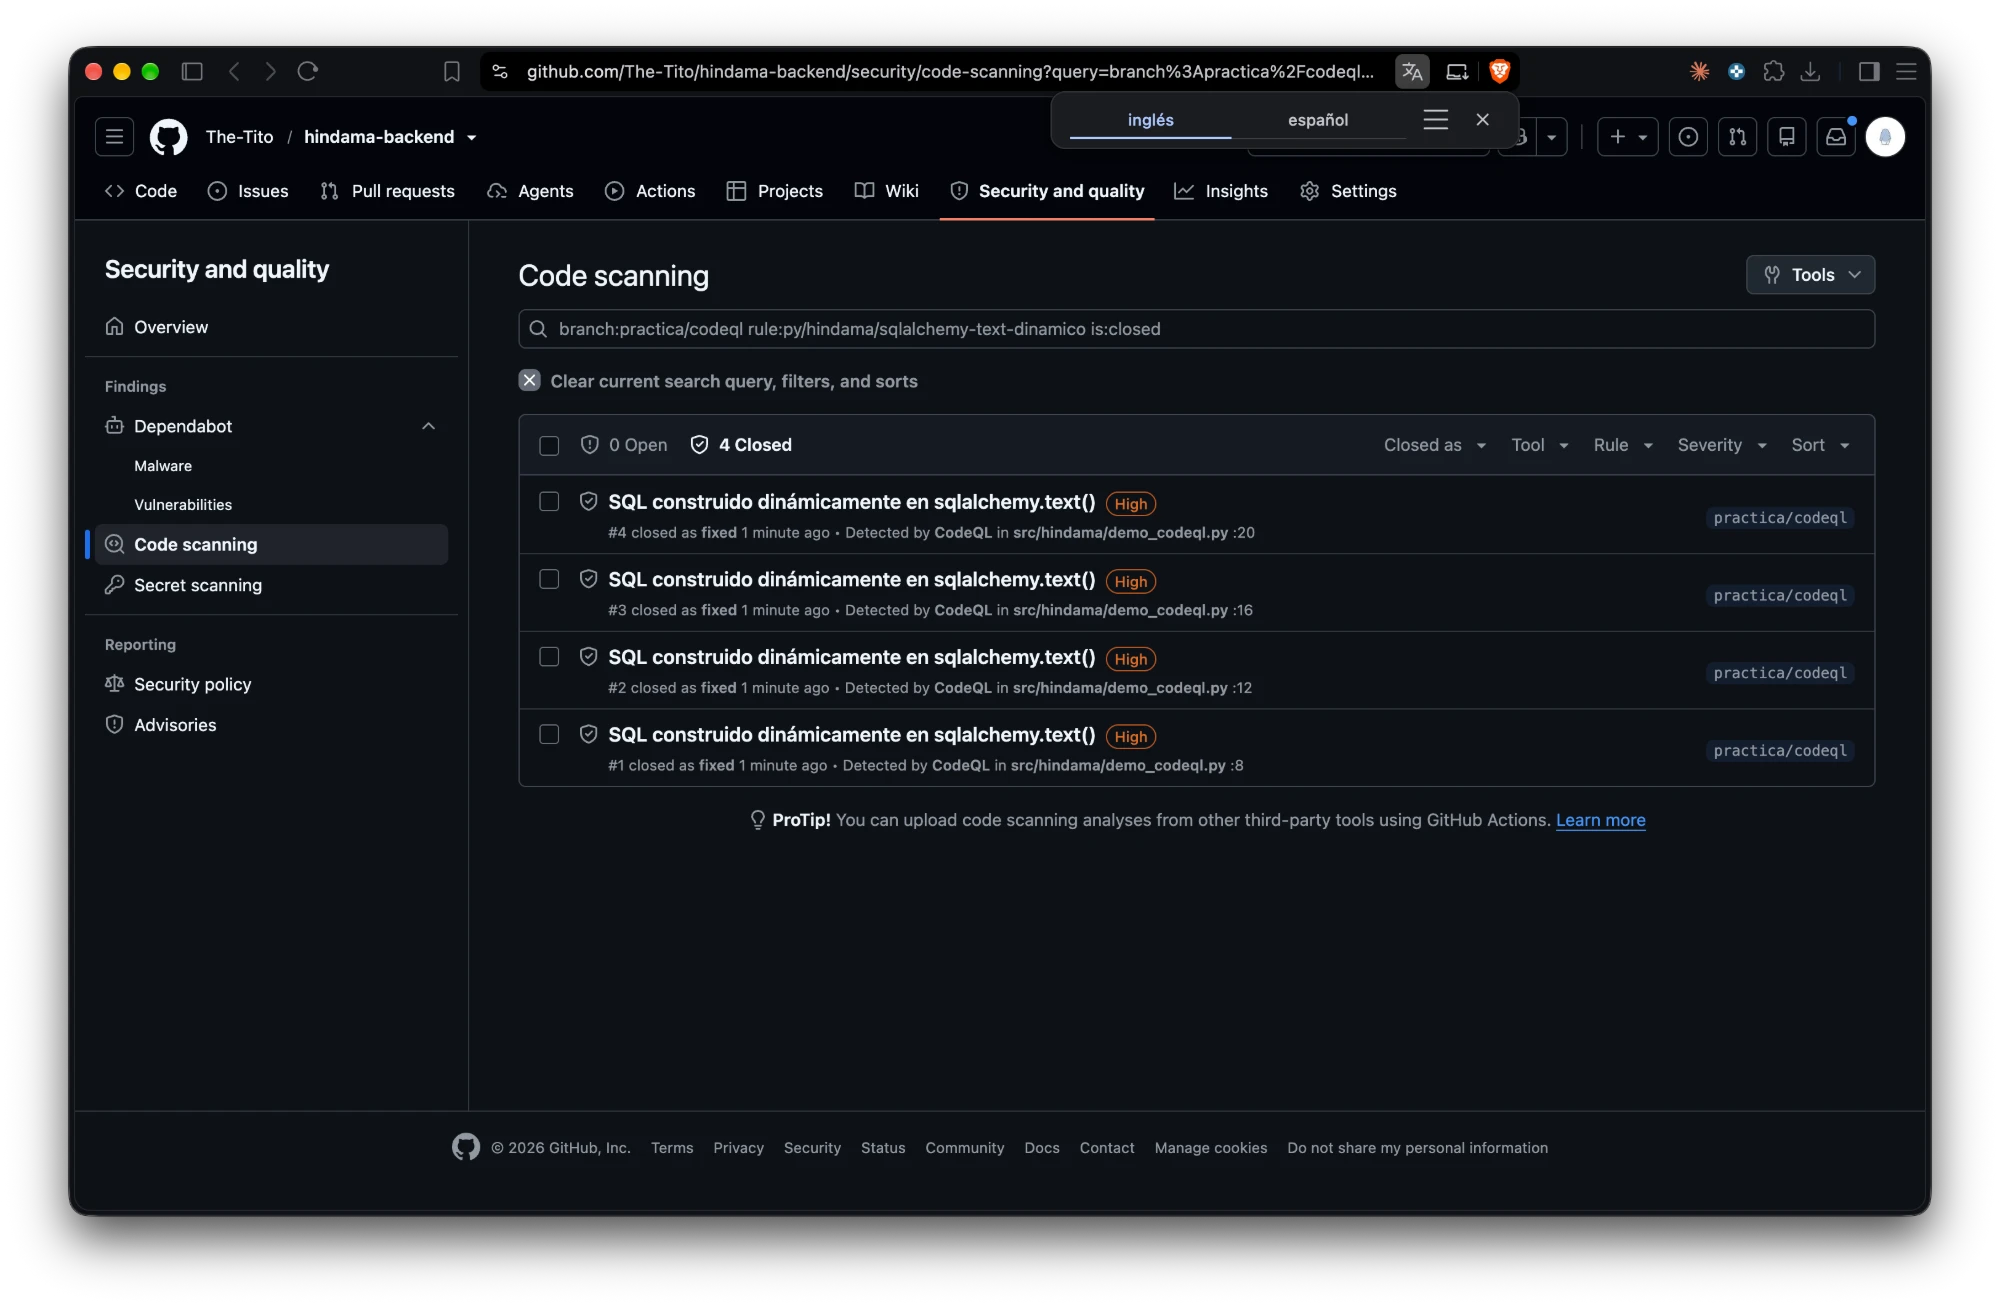 github.com/The-Tito/hindama-backend/security/code-scanning?query=branch%3Apractica%2Fcodeql...
inglés
español
The-Tito / hindama-backend
Code
Issues
Pull requests
Agents
Actions
Projects
Wiki
Security and quality
Insights
Settings
Security and quality
Overview
Findings
Dependabot
Malware
Vulnerabilities
Code scanning
Secret scanning
Reporting
Security policy
Advisories
Code scanning
Tools
branch:practica/codeql rule:py/hindama/sqlalchemy-text-dinamico is:closed
Clear current search query, filters, and sorts
0 Open 4 Closed Closed as Tool Rule Severity Sort
SQL construido dinámicamente en sqlalchemy.text() High
#4 closed as fixed 1 minute ago • Detected by CodeQL in src/hindama/demo_codeql.py :20
practica/codeql
SQL construido dinámicamente en sqlalchemy.text() High
#3 closed as fixed 1 minute ago • Detected by CodeQL in src/hindama/demo_codeql.py :16
practica/codeql
SQL construido dinámicamente en sqlalchemy.text() High
#2 closed as fixed 1 minute ago • Detected by CodeQL in src/hindama/demo_codeql.py :12
practica/codeql
SQL construido dinámicamente en sqlalchemy.text() High
#1 closed as fixed 1 minute ago • Detected by CodeQL in src/hindama/demo_codeql.py :8
practica/codeql
ProTip! You can upload code scanning analyses from other third-party tools using GitHub Actions. Learn more
© 2026 GitHub, Inc. Terms Privacy Security Status Community Docs Contact Manage cookies Do not share my personal information